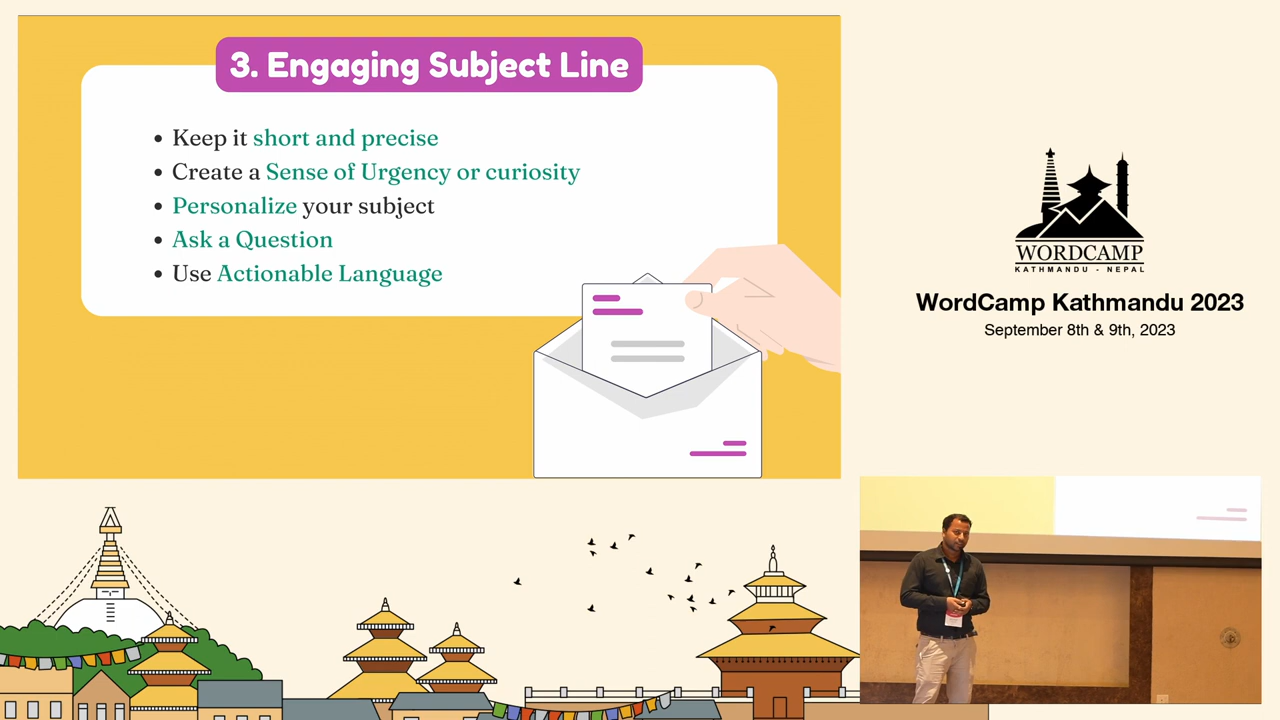 3. Engaging Subject Line
Keep it short and precise
Create a Sense of Urgency or curiosity
Personalize your subject
Ask a Question
Use Actionable Language
WORDCAMP
KATHMANDU - NEPAL
WordCamp Kathmandu 2023
September 8th & 9th, 2023